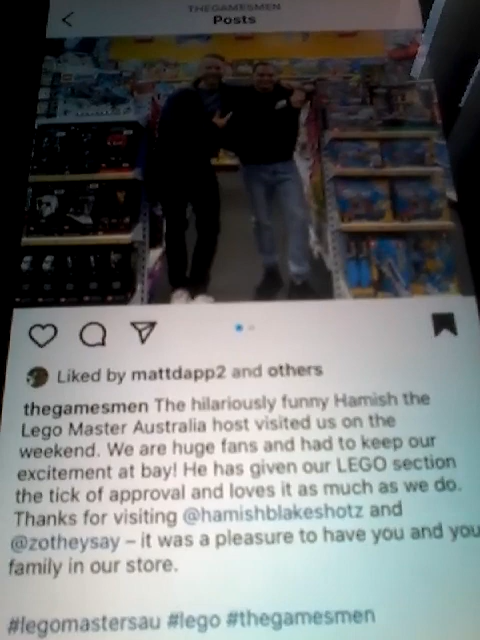 THEGAMESMEN
Posts
Liked by mattdapp2 and others
thegamesmen The hilariously funny Hamish the
Lego Master Australia host visited us on the
weekend. We are huge fans and had to keep our
excitement at bay! He has given our LEGO section
the tick of approval and loves it as much as we do.
Thanks for visiting @hamishblakeshotz and
@zotheysay – it was a pleasure to have you and you
family in our store.
#legomastersau #lego #thegamesmen